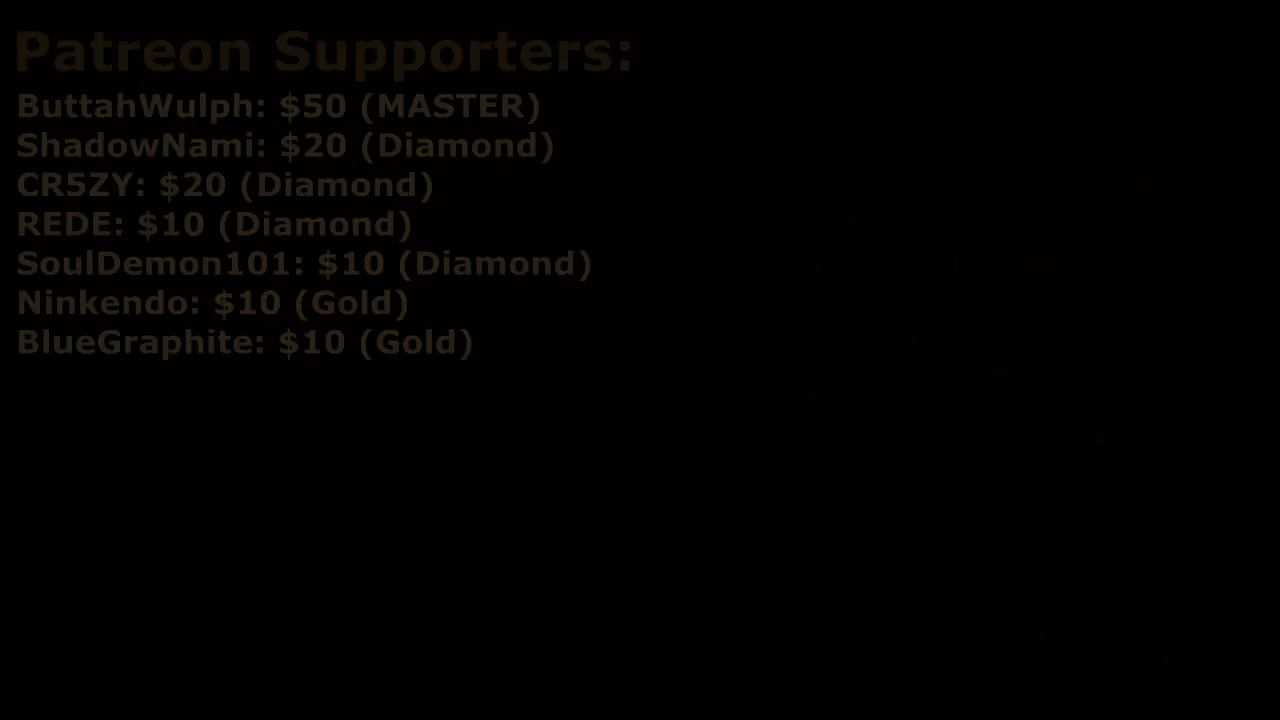 Patreon Supporters:
ButtahWulph: $50 (MASTER)
ShadowNami: $20 (Diamond)
CR5ZY: $20 (Diamond)
REDE: $10 (Diamond)
SoulDemon101: $10 (Diamond)
Ninkendo: $10 (Gold)
BlueGraphite: $10 (Gold)